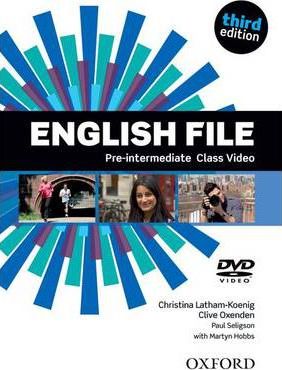 third
edition
ENGLISH FILE
Pre-intermediate Class Video
DVD
VIDEO
Christina Latham-Koenig
Clive Oxenden
Paul Seligson
with Martyn Hobbs
OXFORD